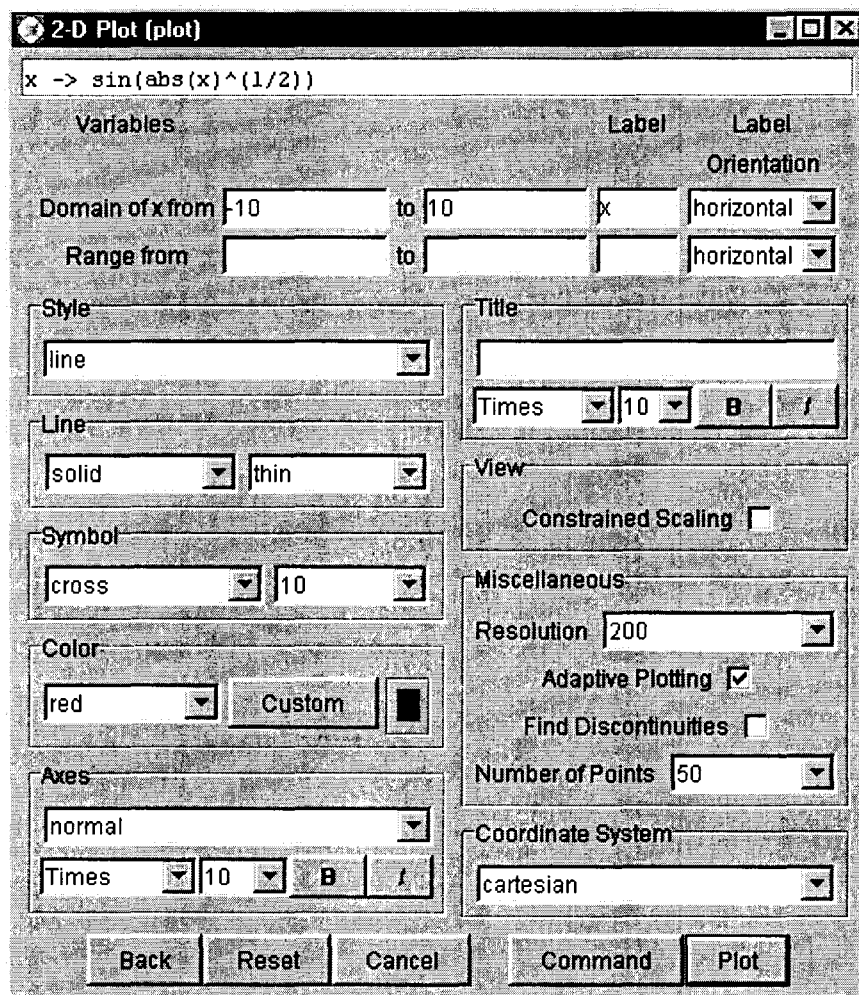 2-D Plot (plot)
x -> sin(abs(x)^(1/2))
Variables Label Label
Orientation
Domain of x from -10 to 10 x horizontal
Range from to horizontal
Style
line
Line
solid thin
Symbol
cross 10
Color
red Custom
Axes
normal
Times 10 B I
Title
Times 10 B I
View
Constrained Scaling
Miscellaneous
Resolution 200
Adaptive Plotting
Find Discontinuities
Number of Points 50
Coordinate System
cartesian
Back Reset Cancel Command Plot